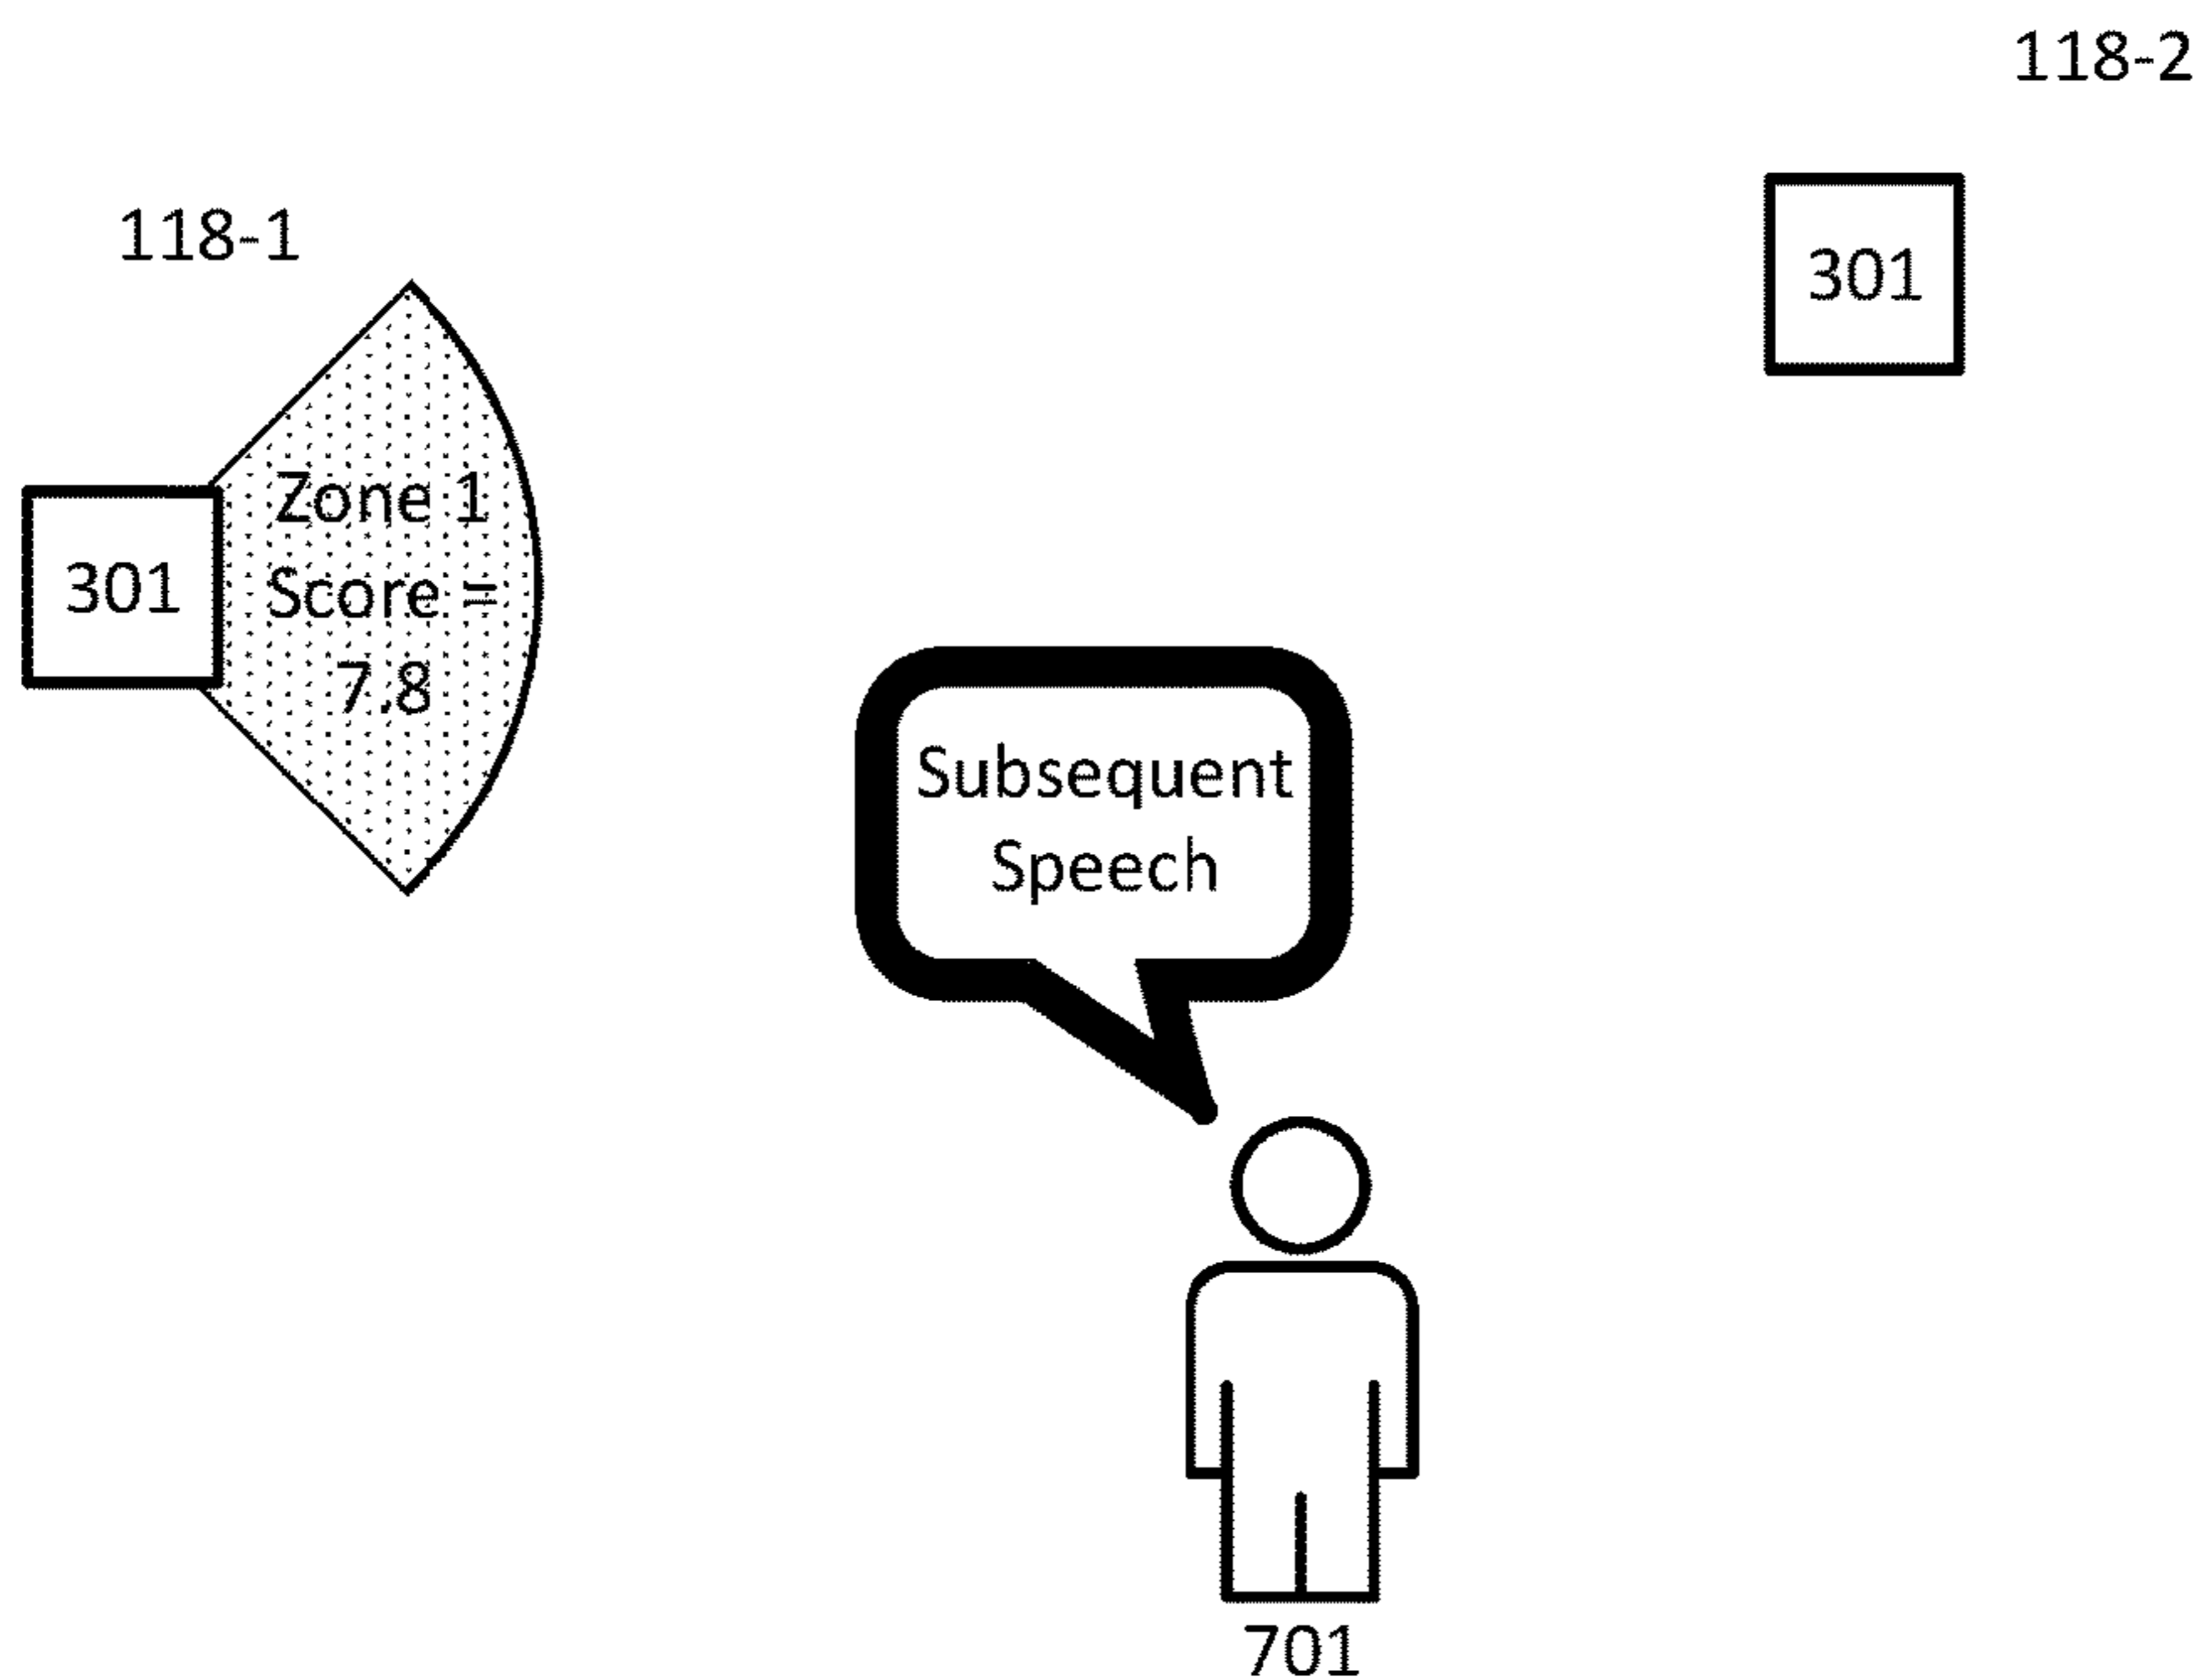 118-2
118-1
301
Zone 1
Score =
7.8
301
Subsequent
Speech
701